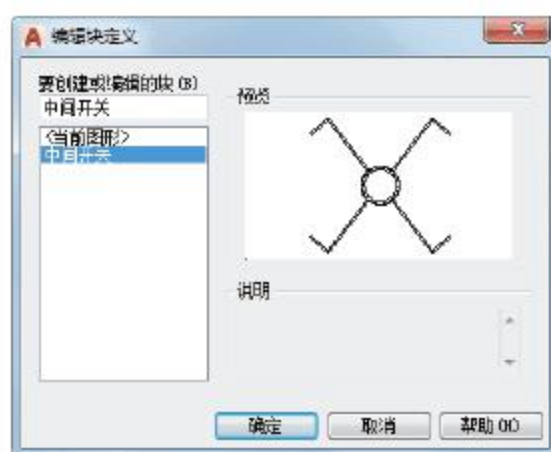 编辑块定义
要创建或编辑的块(B)
中间开关
<当前图形>
中间开关
预览
说明
确定
取消
帮助(H)